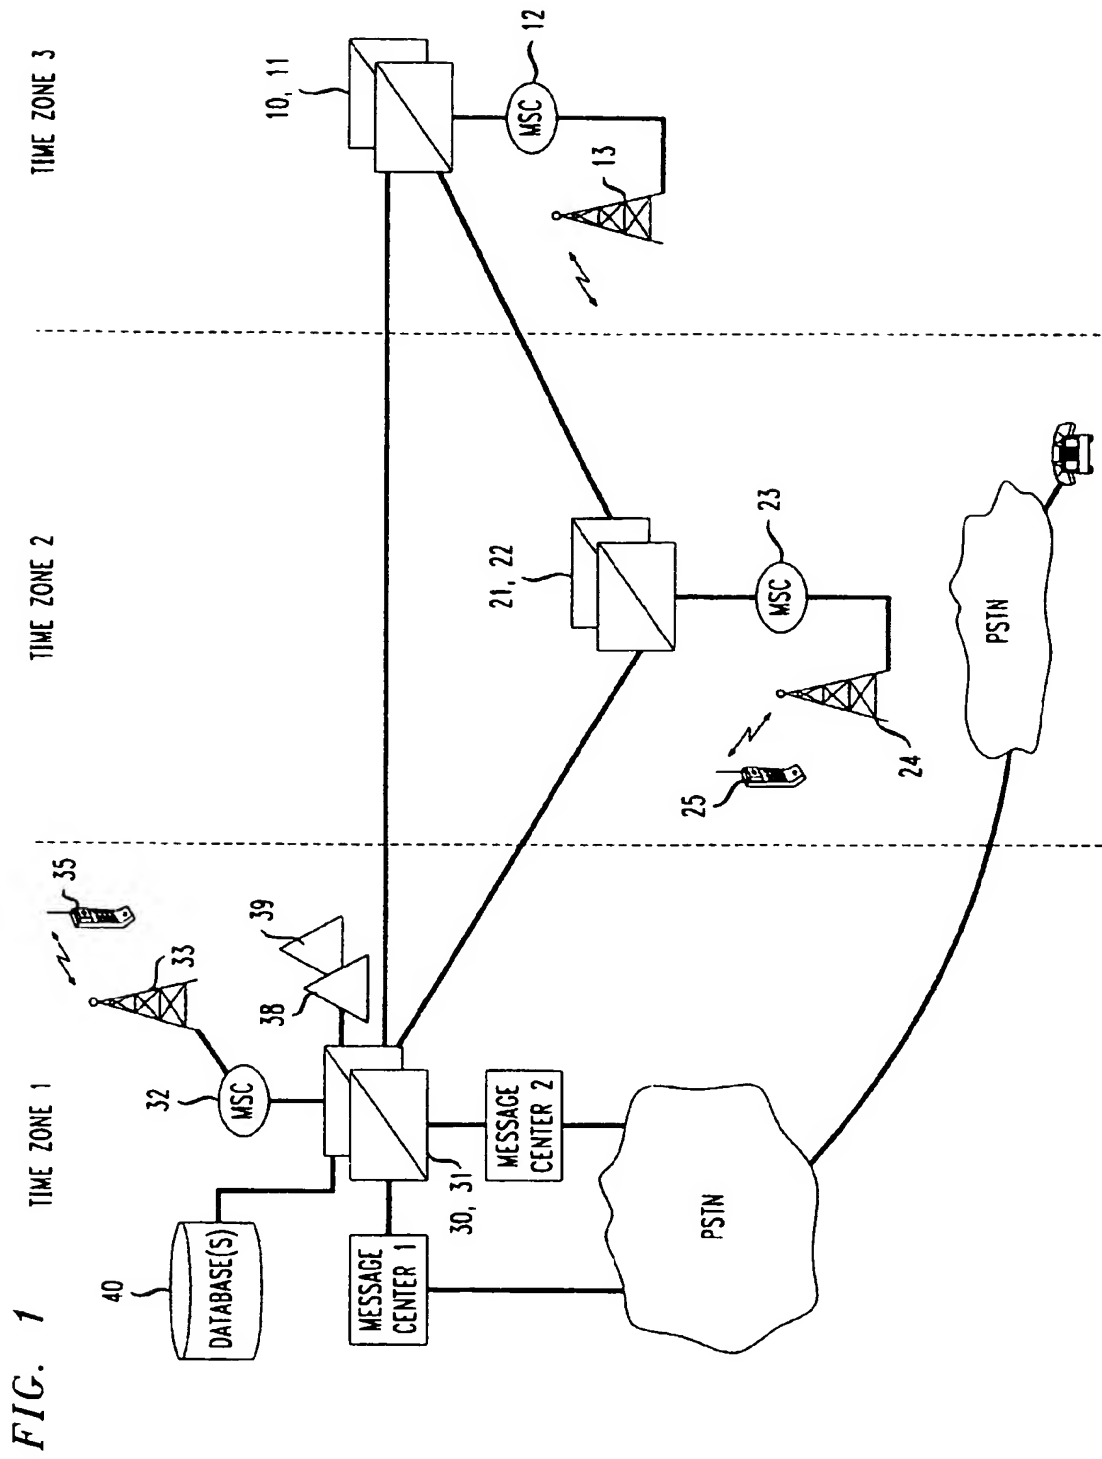 FIG. 1
TIME ZONE 1
TIME ZONE 2
TIME ZONE 3
40
DATABASE(S)
32
MSC
33
35
38
39
30, 31
MESSAGE
CENTER 1
MESSAGE
CENTER 2
PSTN
21, 22
23
MSC
24
25
PSTN
10, 11
12
MSC
13